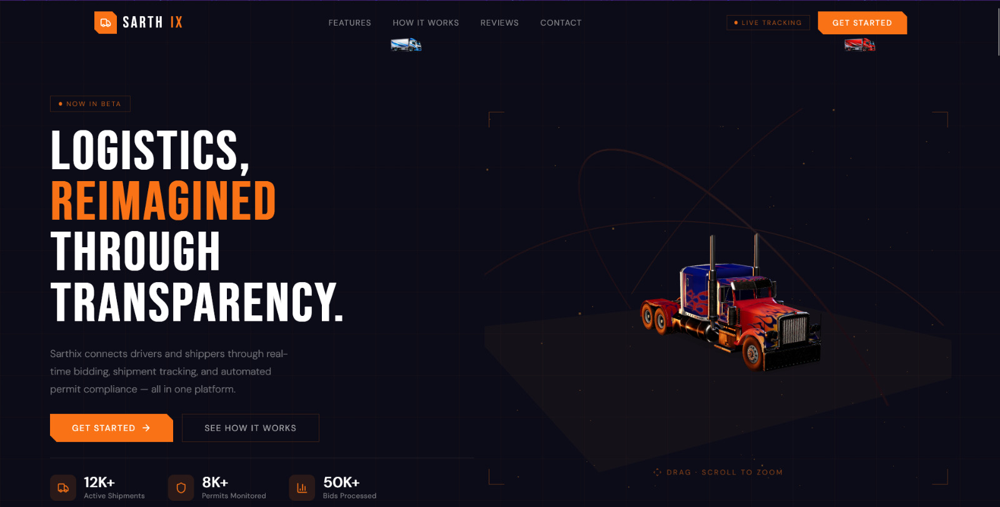 SARTH IX
FEATURES
HOW IT WORKS
REVIEWS
CONTACT
LIVE TRACKING
GET STARTED
NOW IN BETA
LOGISTICS,
REIMAGINED
THROUGH
TRANSPARENCY.
Sarthix connects drivers and shippers through real-
time bidding, shipment tracking, and automated
permit compliance — all in one platform.
GET STARTED →
SEE HOW IT WORKS
12K+
Active Shipments
8K+
Permits Monitored
50K+
Bids Processed
DRAG · SCROLL TO ZOOM